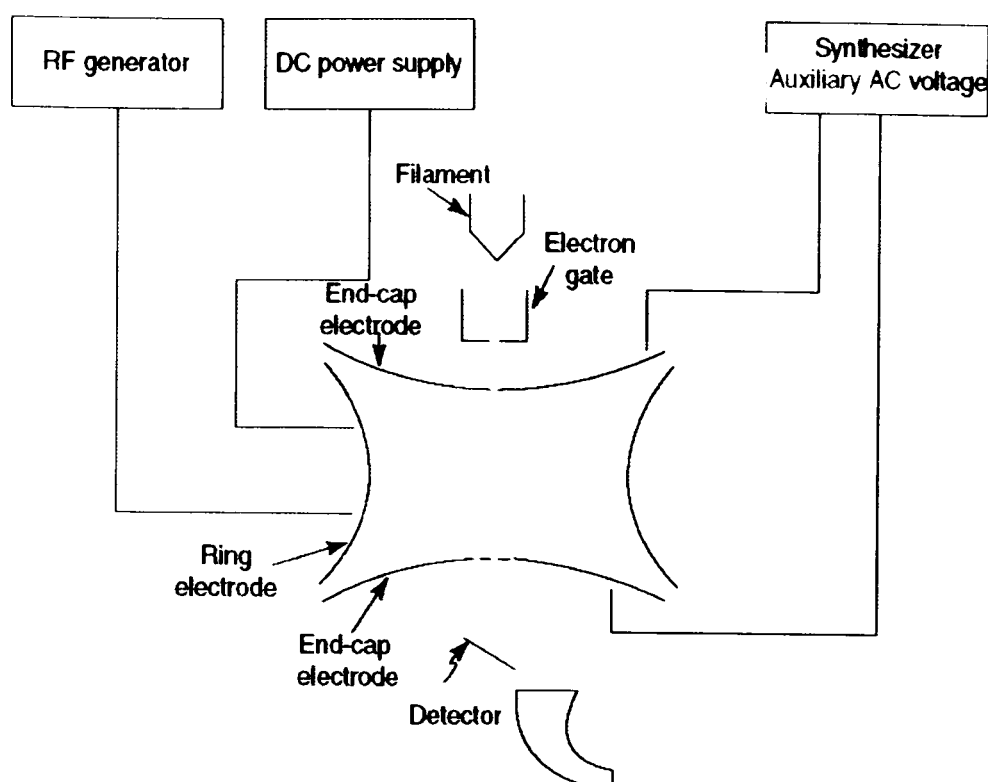 RF generator
DC power supply
Synthesizer
Auxiliary AC voltage
Filament
Electron
gate
End-cap
electrode
Ring
electrode
End-cap
electrode
Detector